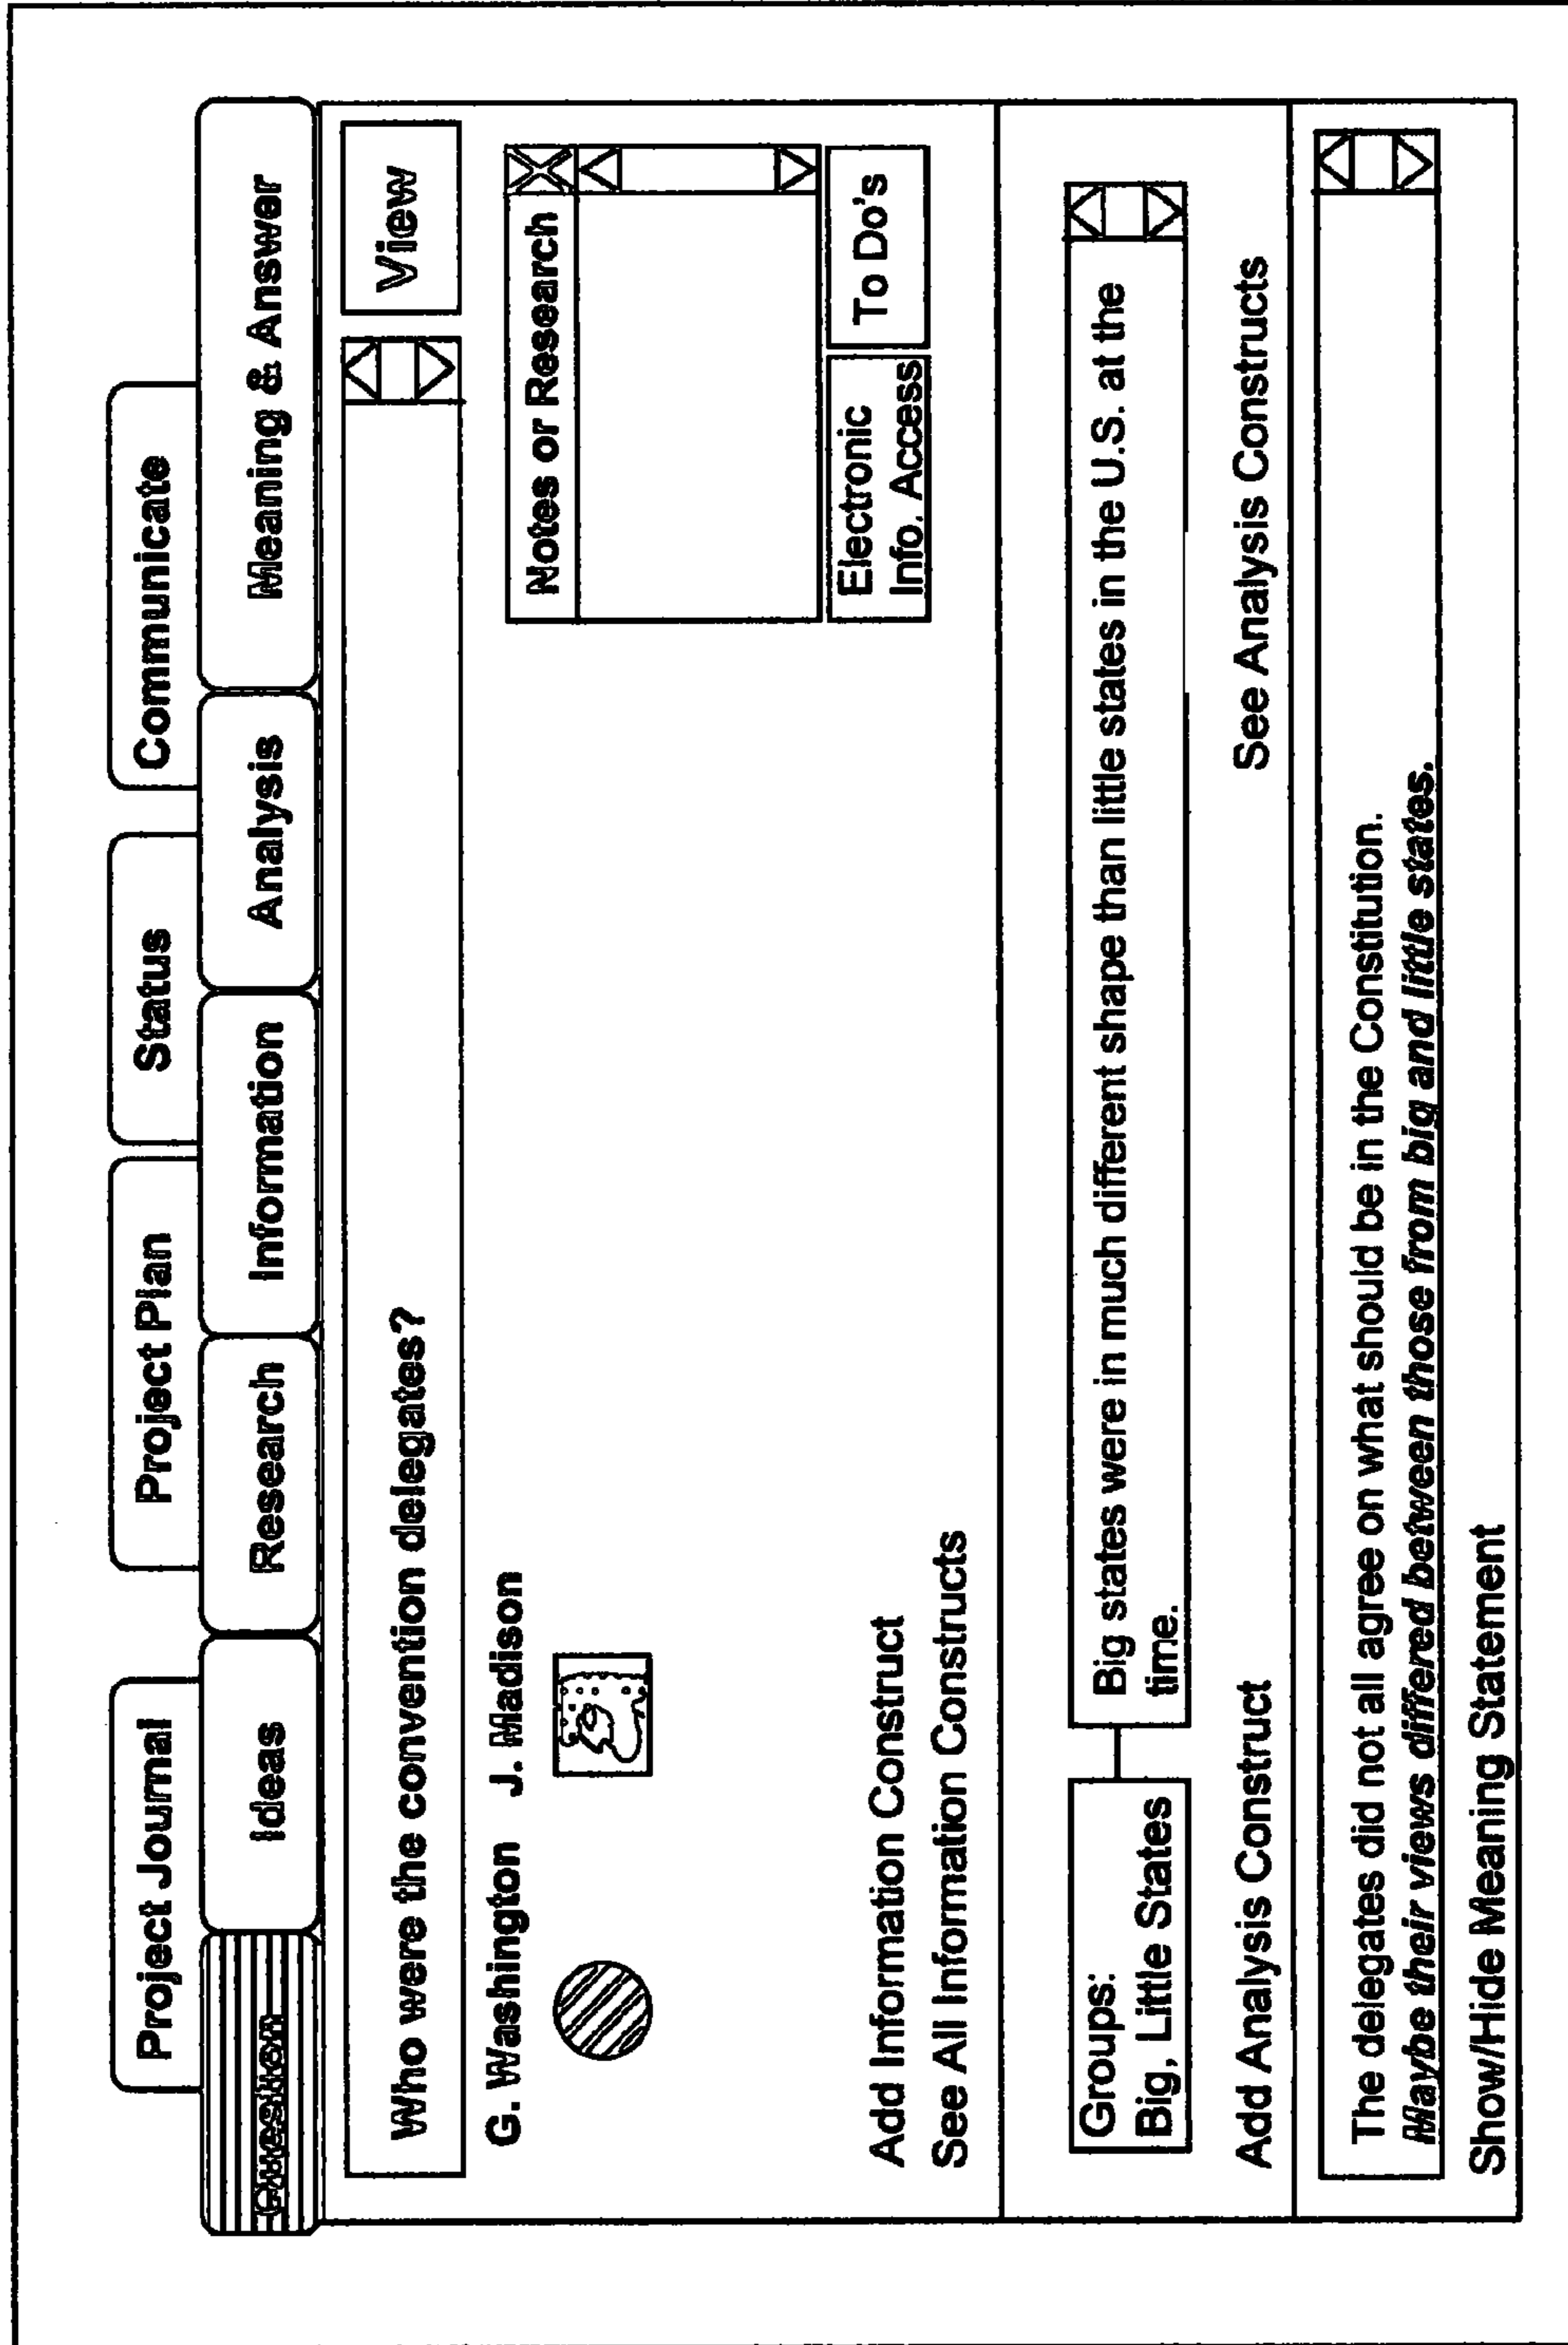 Project Journal
Project Plan
Status
Communicate
Question
Ideas
Research
Information
Analysis
Meaning & Answer
Who were the convention delegates?
View
G. Washington
J. Madison
Notes or Research
Electronic
Info. Access
To Do's
Add Information Construct
See All Information Constructs
Groups:
Big, Little States
Big states were in much different shape than little states in the U.S. at the
time.
Add Analysis Construct
See Analysis Constructs
The delegates did not all agree on what should be in the Constitution.
Maybe their views differed between those from big and little states.
Show/Hide Meaning Statement